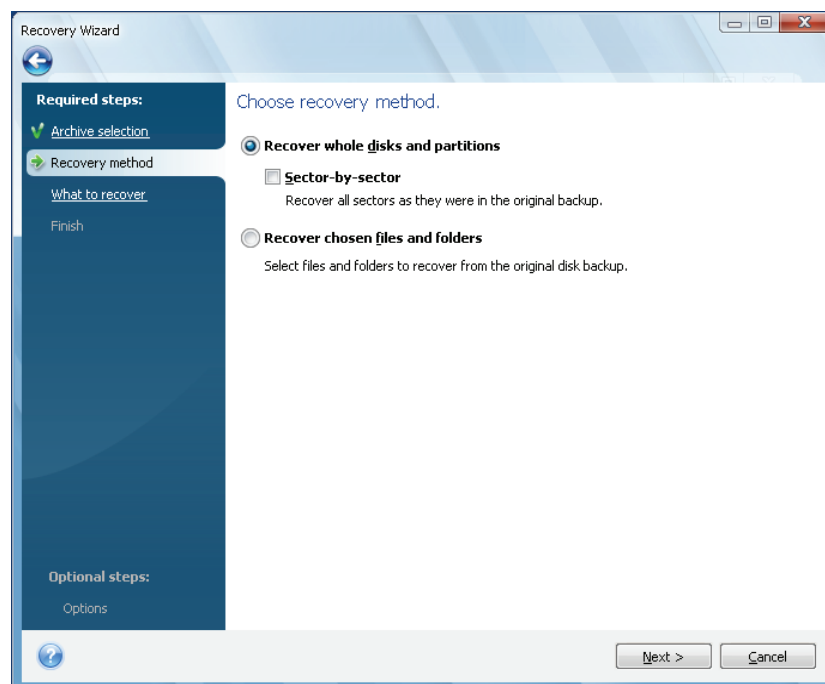 Recovery Wizard
Required steps:
Archive selection
Recovery method
What to recover
Finish
Optional steps:
Options
Choose recovery method.
Recover whole disks and partitions
Sector-by-sector
Recover all sectors as they were in the original backup.
Recover chosen files and folders
Select files and folders to recover from the original disk backup.
Next >
Cancel